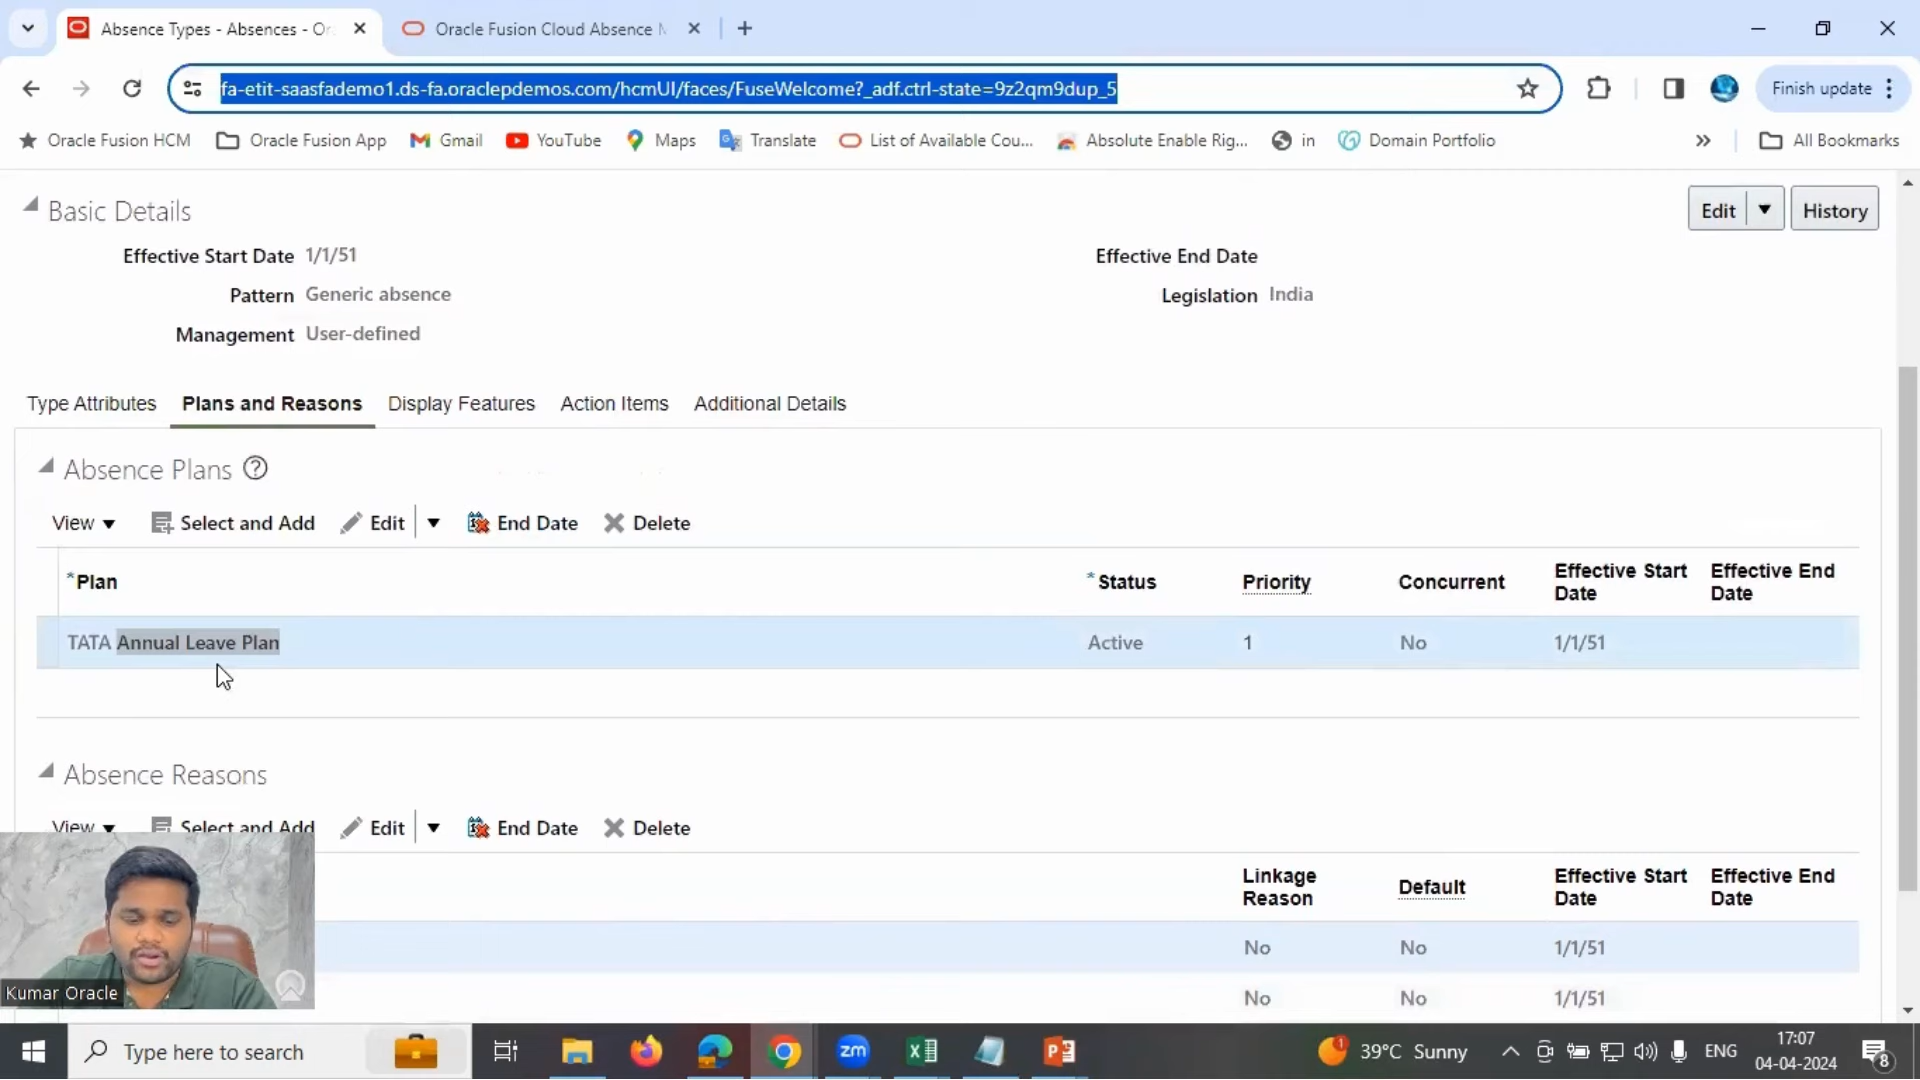 Absence Types - Absences - Or
Oracle Fusion Cloud Absence M
fa-etit-saasfademo1.ds-fa.oraclepdemos.com/hcmUI/faces/FuseWelcome?_adf.ctrl-state=9z2qm9dup_5
Finish update
Oracle Fusion HCM Oracle Fusion App Gmail YouTube Maps Translate List of Available Cou... Absolute Enable Rig... in Domain Portfolio » All Bookmarks
Basic Details
Edit History
Effective Start Date 1/1/51 Effective End Date
Pattern Generic absence Legislation India
Management User-defined
Type Attributes Plans and Reasons Display Features Action Items Additional Details
Absence Plans ?
View Select and Add Edit End Date Delete
*Plan *Status Priority Concurrent Effective Start Date Effective End Date
TATA Annual Leave Plan Active 1 No 1/1/51
Absence Reasons
View Select and Add Edit End Date Delete
Linkage Reason Default Effective Start Date Effective End Date
No No 1/1/51
No No 1/1/51
Kumar Oracle
Type here to search
zm
1
39°C Sunny
ENG
17:07
04-04-2024
8